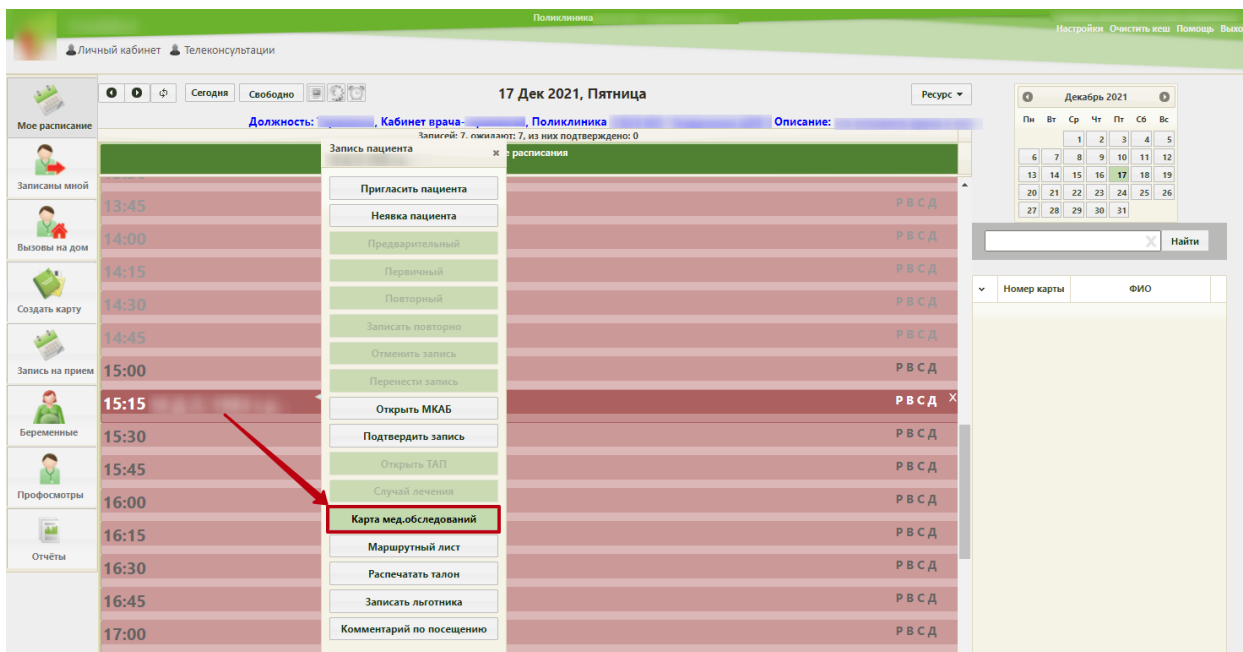 Поликлиника
Настройки Очистить кеш Помощь Выхо
Личный кабинет Телеконсультации
Сегодня Свободно 17 Дек 2021, Пятница Ресурс
Должность: , Кабинет врача- , Поликлиника Описание:
Записей: 7, ожидают: 7, из них подтверждено: 0
Запись пациента x е расписания
Мое расписание
Записаны мной
Вызовы на дом
Создать карту
Запись на прием
Беременные
Профосмотры
Отчёты
13:45 Р В С Д
14:00 Р В С Д
14:15 Р В С Д
14:30 Р В С Д
14:45 Р В С Д
15:00 Р В С Д
15:15 Р В С Д X
15:30 Р В С Д
15:45 Р В С Д
16:00 Р В С Д
16:15 Р В С Д
16:30 Р В С Д
16:45 Р В С Д
17:00 Р В С Д
Пригласить пациента
Неявка пациента
Предварительный
Первичный
Повторный
Записать повторно
Отменить запись
Перенести запись
Открыть МКАБ
Подтвердить запись
Открыть ТАП
Случай лечения
Карта мед.обследований
Маршрутный лист
Распечатать талон
Записать льготника
Комментарий по посещению
Декабрь 2021
Пн Вт Ср Чт Пт Сб Вс
1 2 3 4 5
6 7 8 9 10 11 12
13 14 15 16 17 18 19
20 21 22 23 24 25 26
27 28 29 30 31
X Найти
Номер карты ФИО